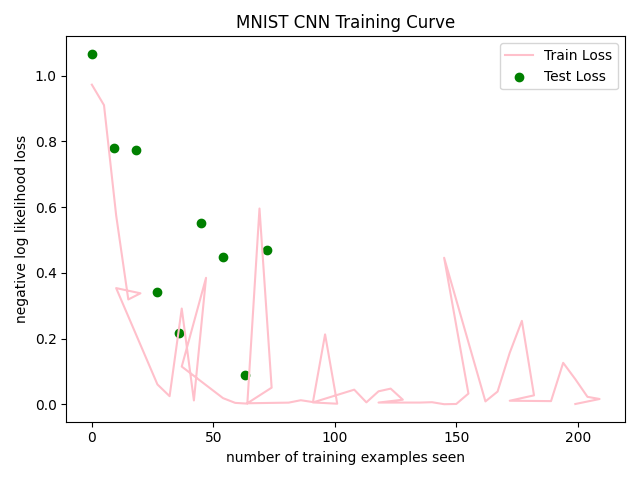 MNIST CNN Training Curve
Train Loss
Test Loss
negative log likelihood loss
1.0
0.8
0.6
0.4
0.2
0.0
0 50 100 150 200
number of training examples seen